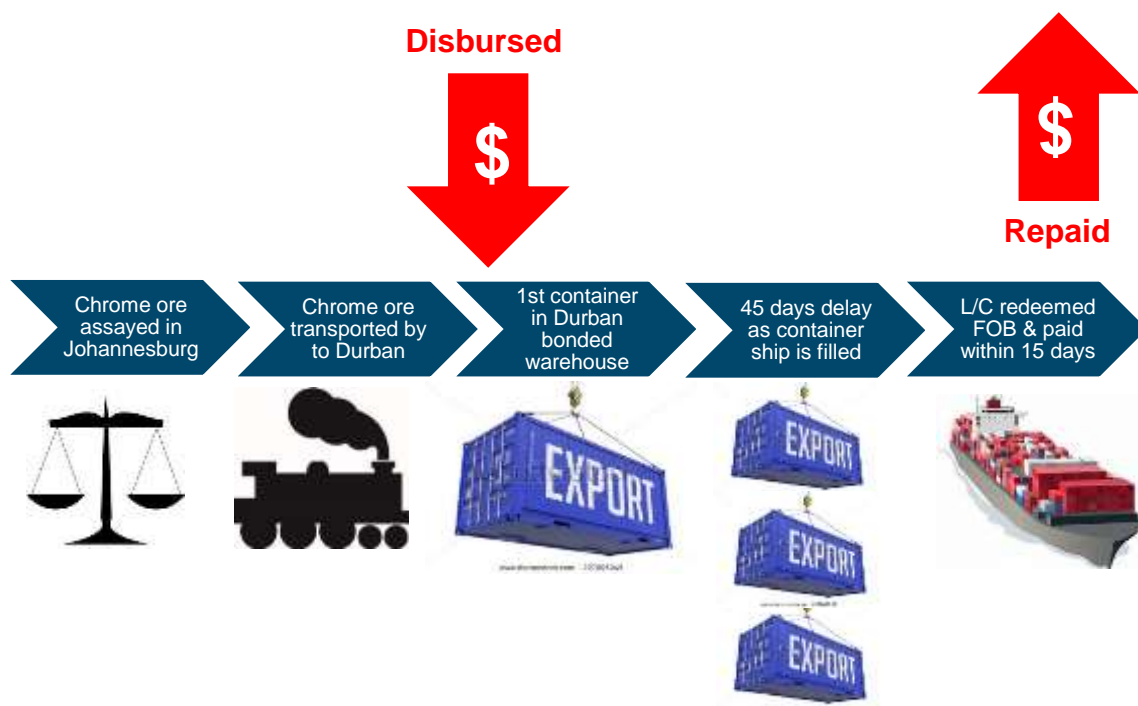 Disbursed
$
$
Repaid
Chrome ore
assayed in
Johannesburg
Chrome ore
transported by
to Durban
1st container
in Durban
bonded
warehouse
45 days delay
as container
ship is filled
L/C redeemed
FOB & paid
within 15 days
EXPORT
EXPORT
EXPORT
EXPORT